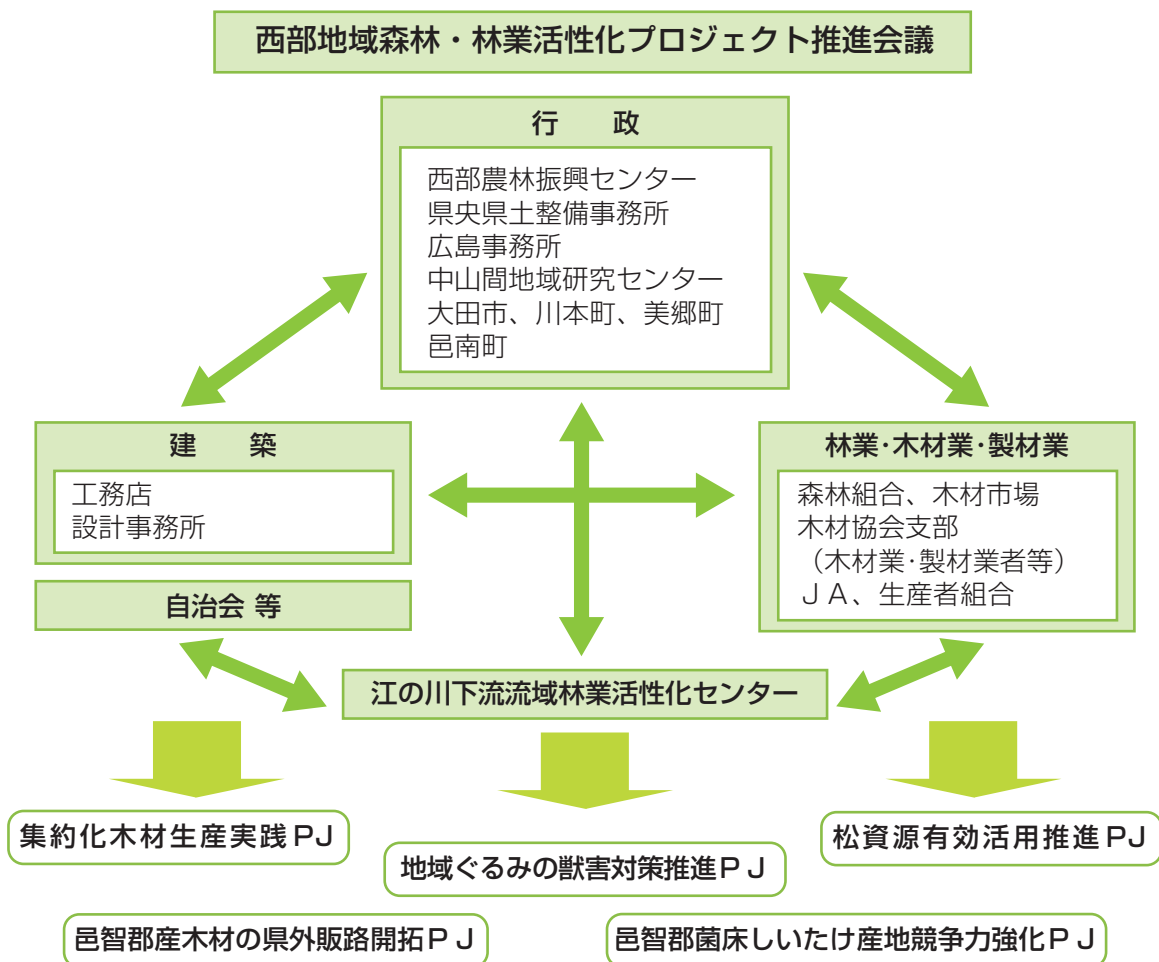 西部地域森林・林業活性化プロジェクト推進会議
行　　政
西部農林振興センター
県央県土整備事務所
広島事務所
中山間地域研究センター
大田市、川本町、美郷町
邑南町
建　　築
工務店
設計事務所
自治会 等
林業・木材業・製材業
森林組合、木材市場
木材協会支部
（木材業・製材業者等）
ＪＡ、生産者組合
江の川下流流域林業活性化センター
集約化木材生産実践PJ
地域ぐるみの獣害対策推進ＰＪ
松資源有効活用推進PJ
邑智郡産木材の県外販路開拓ＰＪ
邑智郡菌床しいたけ産地競争力強化ＰＪ